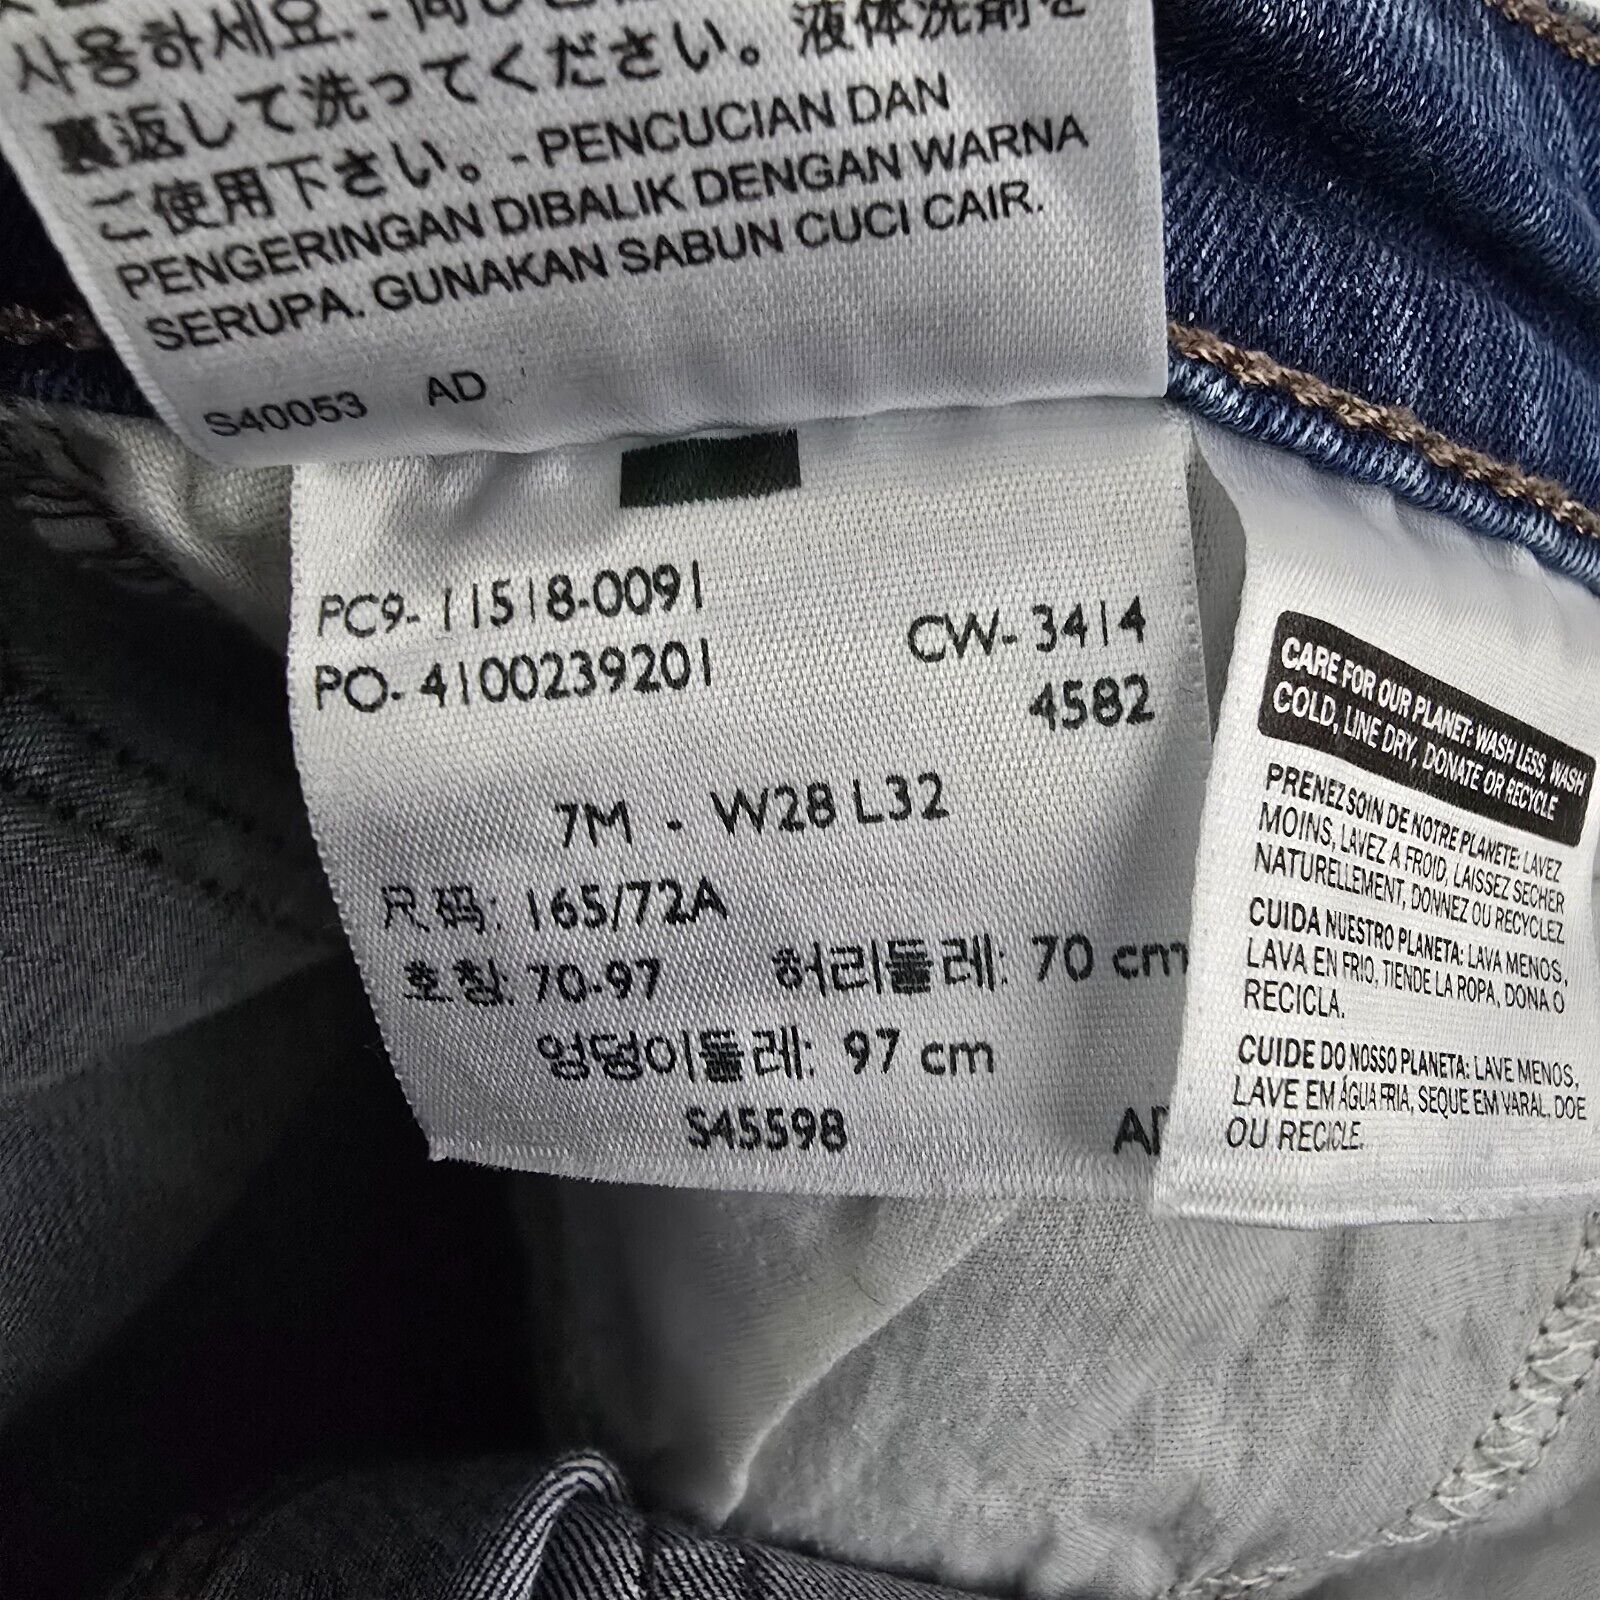 사용하세요. - 同じ
裏返して洗ってください。液体洗剤を
ご使用下さい。- PENCUCIAN DAN
PENGERINGAN DIBALIK DENGAN WARNA
SERUPA. GUNAKAN SABUN CUCI CAIR.
S40053 AD
PC9-11518-0091
PO-4100239201
CW-3414
4582
7M - W28 L32
尺码: 165/72A
호칭: 70-97 허리둘레: 70 cm
엉덩이둘레: 97 cm
S45598
CARE FOR OUR PLANET: WASH LESS, WASH
COLD, LINE DRY, DONATE OR RECYCLE
PRENEZ SOIN DE NOTRE PLANETE: LAVEZ
MOINS, LAVEZ A FROID, LAISSEZ SECHER
NATURELLEMENT, DONNEZ OU RECYCLEZ
CUIDA NUESTRO PLANETA: LAVA MENOS,
LAVA EN FRIO, TIENDE LA ROPA, DONA O
RECICLA.
CUIDE DO NOSSO PLANETA: LAVE MENOS,
LAVE EM ÁGUA FRIA, SEQUE EM VARAL, DOE
OU RECICLE.